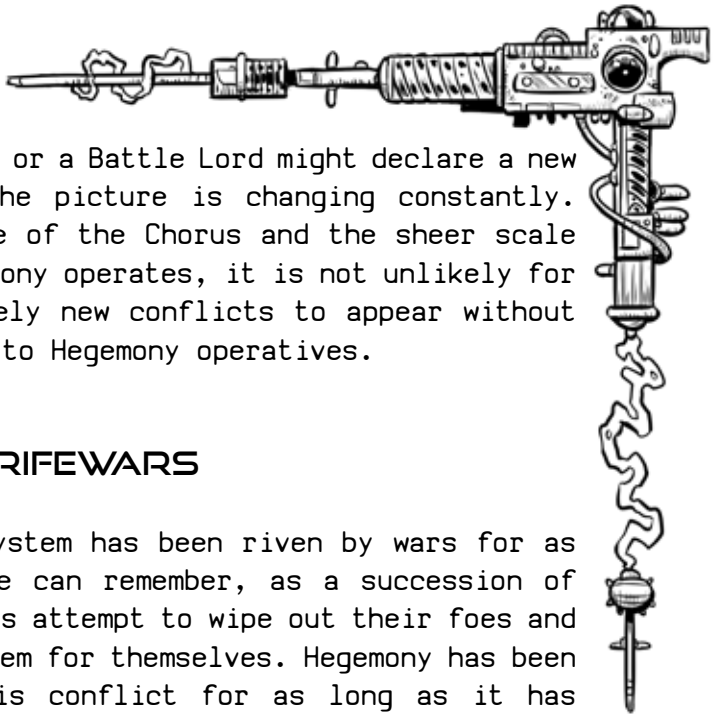 or a Battle Lord might declare a new
he picture is changing constantly.
e of the Chorus and the sheer scale
ony operates, it is not unlikely for
ely new conflicts to appear without
to Hegemony operatives.
RIFEWARS
ystem has been riven by wars for as
e can remember, as a succession of
s attempt to wipe out their foes and
em for themselves. Hegemony has been
is conflict for as long as it has